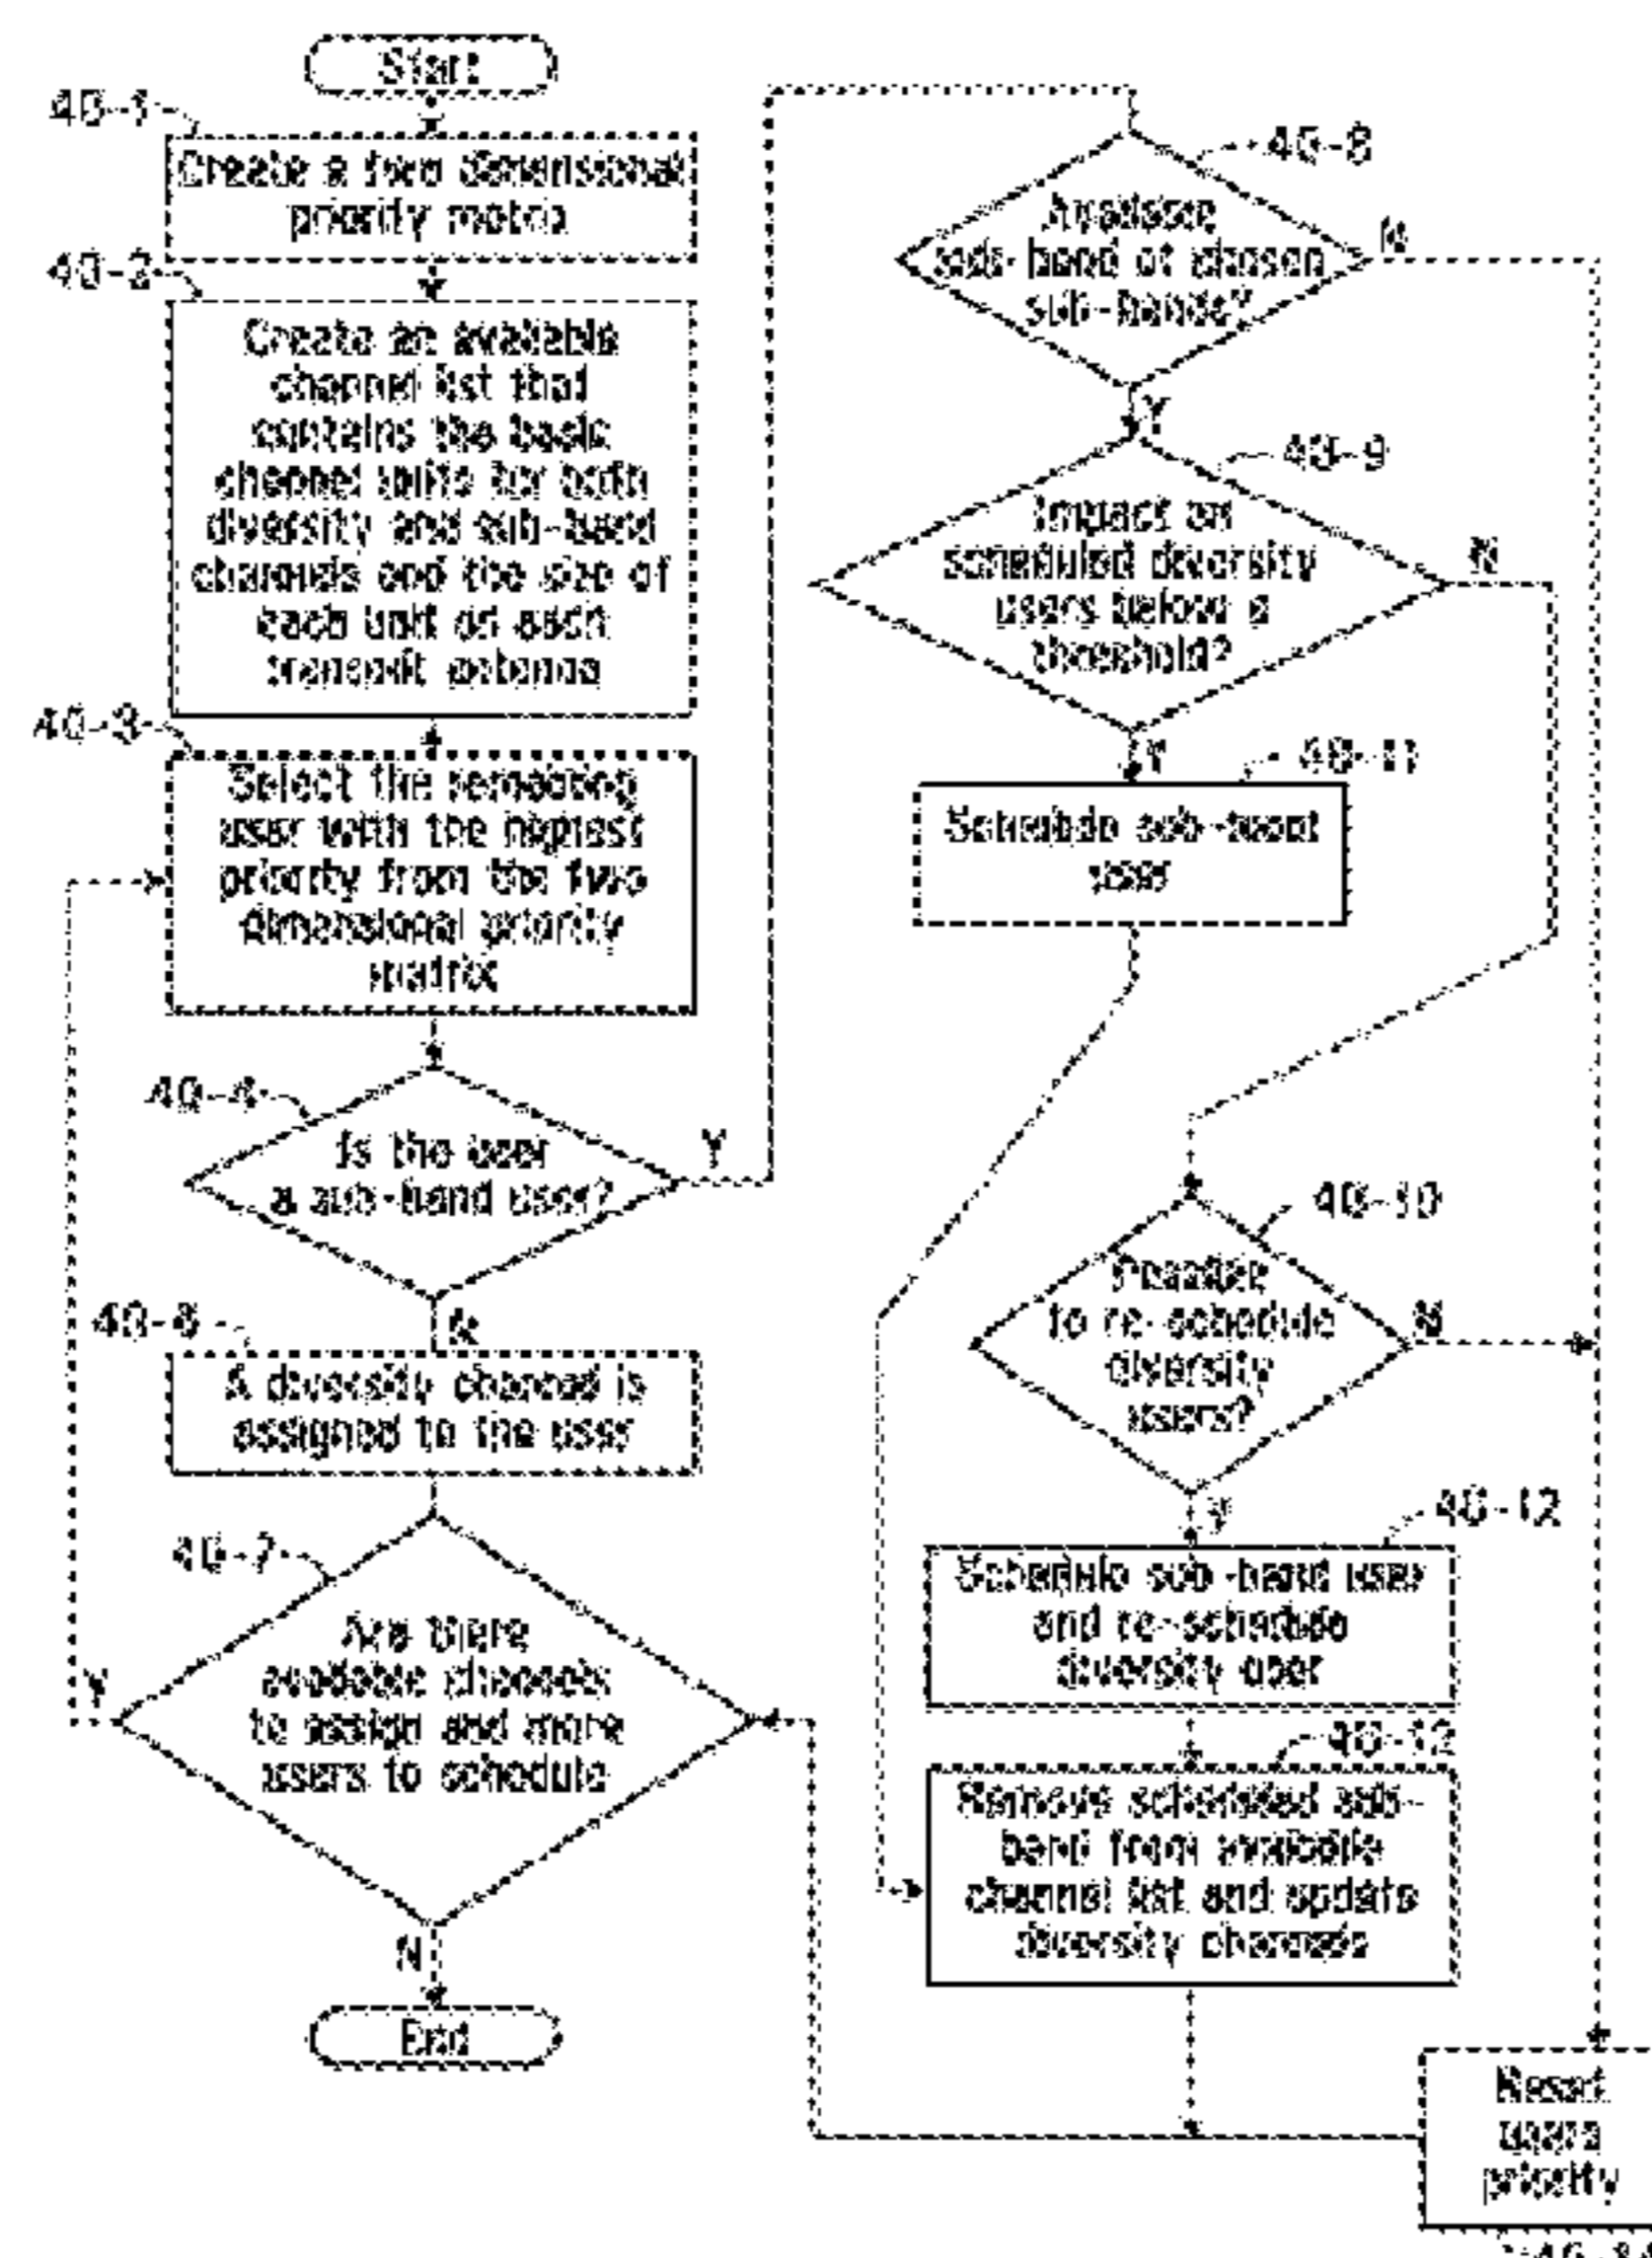 Start
40-1
Create a two dimensional
priority matrix
40-2
Create an available
channel list that
contains the basic
channel units for both
diversity and sub-band
channels and the size of
each unit on each
transmit antenna
40-3
Select the remaining
user with the highest
priority from the two
dimensional priority
matrix
40-4
Is the user
a sub-band user?
Y
N
40-6
A diversity channel is
assigned to the user
40-7
Are there
available channels
to assign and more
users to schedule
Y
N
End
40-8
Available
sub-band of chosen
sub-bands?
N
Y
40-9
Impact on
scheduled diversity
users below a
threshold?
N
Y
40-11
Schedule sub-band
user
40-10
Possible
to re-schedule
diversity
users?
N
Y
40-12
Schedule sub-band user
and re-schedule
diversity user
Remove scheduled sub-
band from available
channel list and update
diversity channels
Reset
users
priority